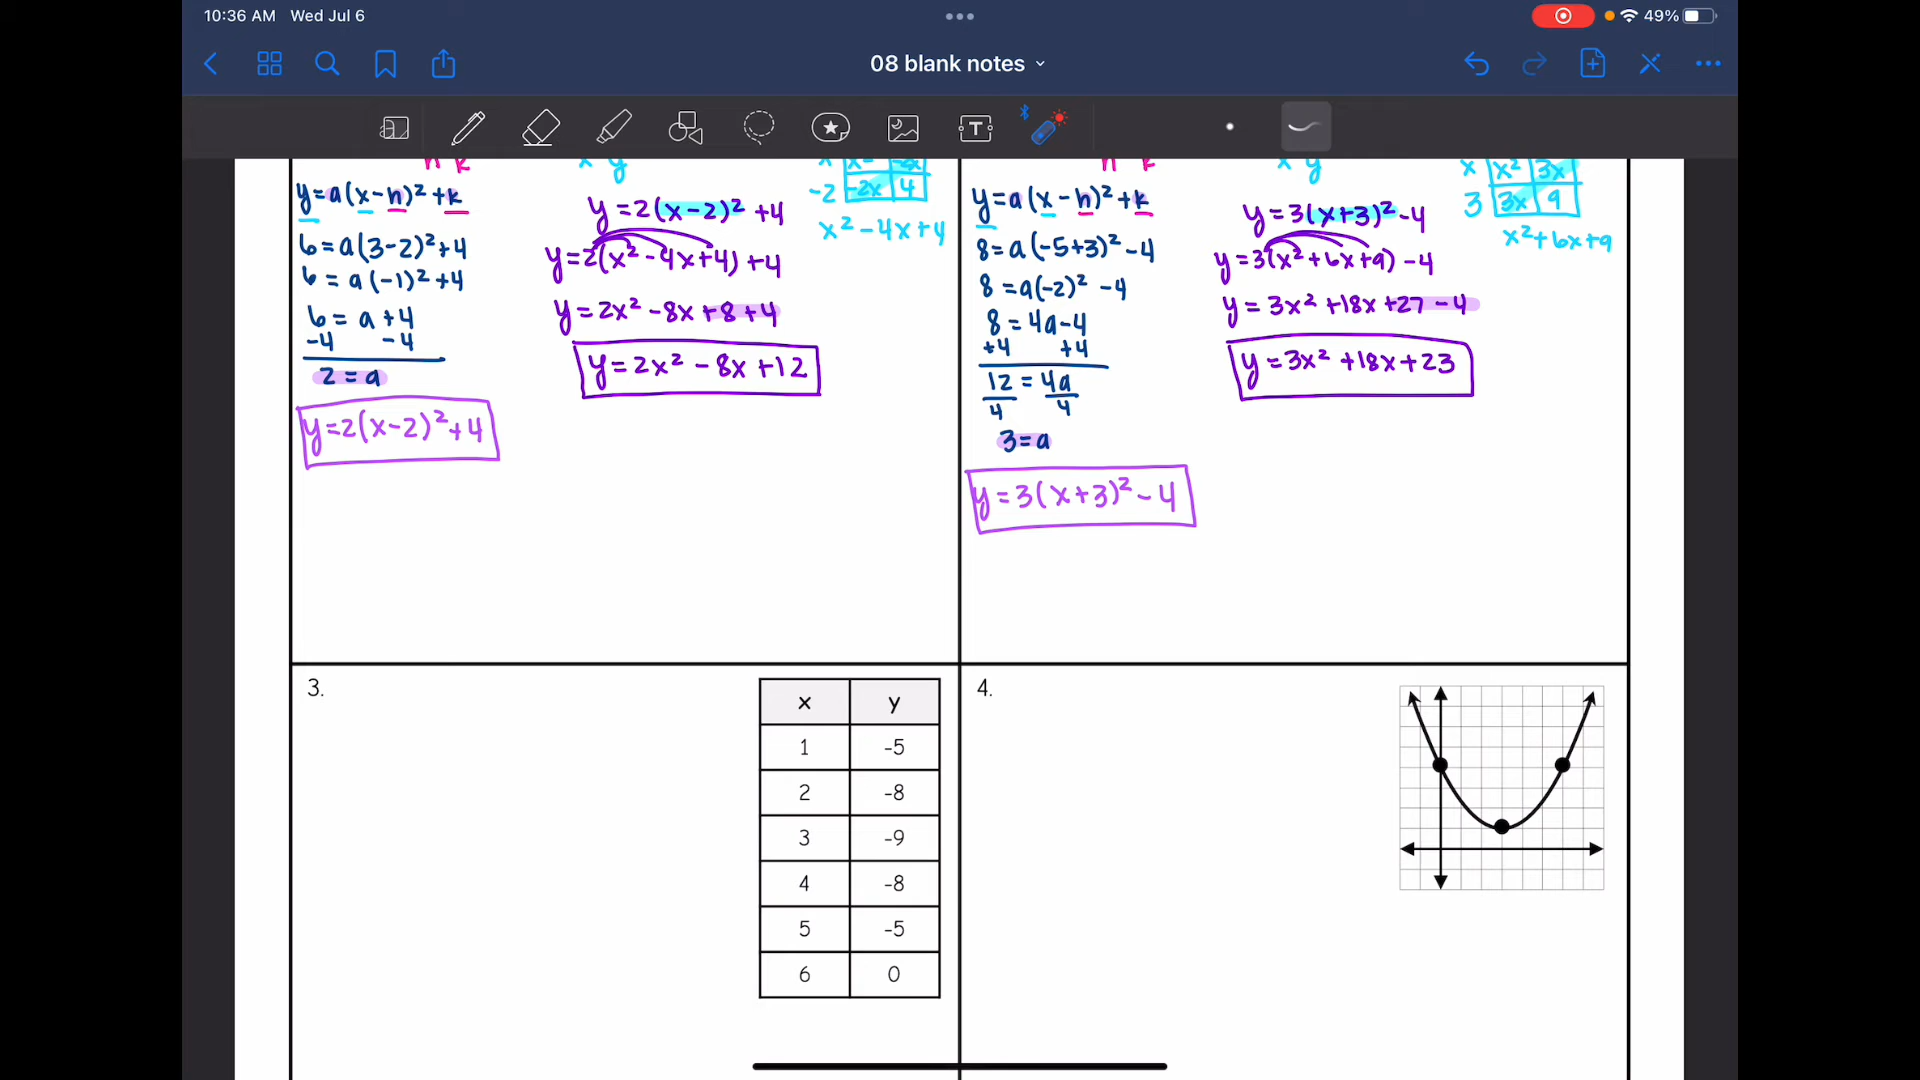 10:36 AM Wed Jul 6
49%
08 blank notes
T
h k
x y
x x² -2x
-2 -2x 4
x² - 4x + 4
y = a(x - h)² + k
6 = a(3-2)² + 4
6 = a(-1)² + 4
6 = a + 4
-4 -4
2 = a
y = 2(x-2)² + 4
y = 2(x-2)² + 4
y = 2(x² - 4x + 4) + 4
y = 2x² - 8x + 8 + 4
y = 2x² - 8x + 12
h k
x y
x x² 3x
3 3x 9
x² + 6x + 9
y = a(x - h)² + k
8 = a(-5+3)² - 4
8 = a(-2)² - 4
8 = 4a - 4
+4 +4
12 = 4a
4 4
3 = a
y = 3(x+3)² - 4
y = 3(x+3)² - 4
y = 3(x² + 6x + 9) - 4
y = 3x² + 18x + 27 - 4
y = 3x² + 18x + 23
3.
x y
1 -5
2 -8
3 -9
4 -8
5 -5
6 0
4.